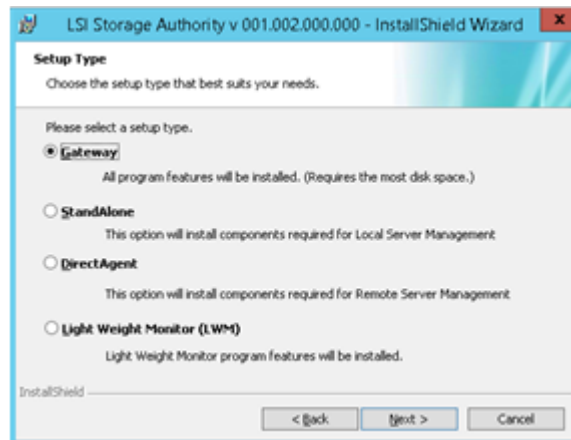 LSI Storage Authority v 001.002.000.000 - InstallShield Wizard
x
Setup Type
Choose the setup type that best suits your needs.
Please select a setup type.
Gateway
All program features will be installed. (Requires the most disk space.)
StandAlone
This option will install components required for Local Server Management
DirectAgent
This option will install components required for Remote Server Management
Light Weight Monitor (LWM)
Light Weight Monitor program features will be installed.
InstallShield
< Back Next > Cancel